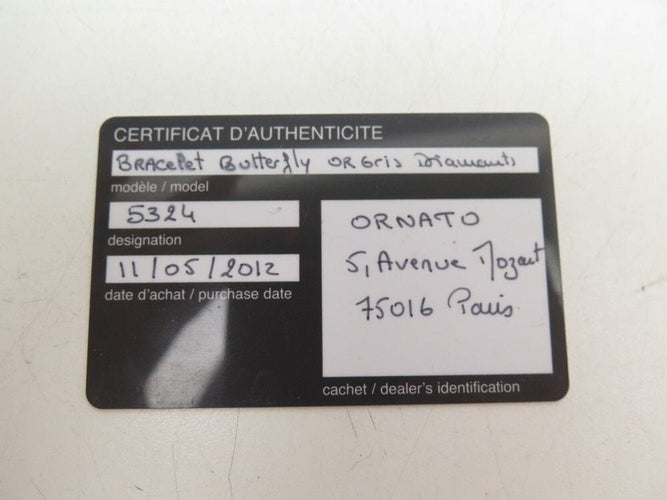 CERTIFICAT D'AUTHENTICITE
Bracelet Butterfly OR Gris Diamants
modèle / model
5324
designation
11/05/2012
date d'achat / purchase date
ORNATO
5, Avenue Mozart
75016 Paris
cachet / dealer's identification